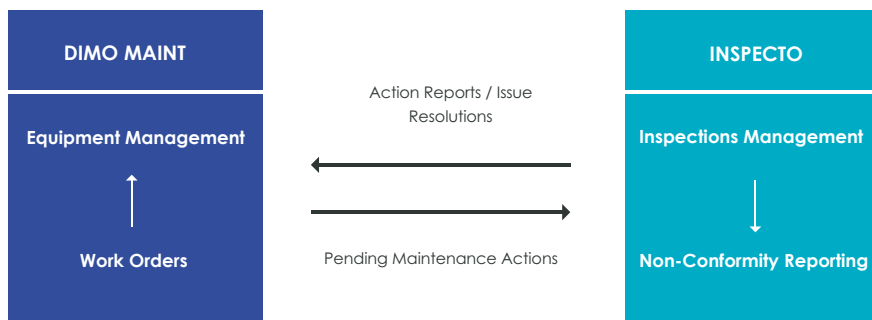 DIMO MAINT
Equipment Management
Work Orders
Action Reports / Issue
Resolutions
Pending Maintenance Actions
INSPECTO
Inspections Management
Non-Conformity Reporting